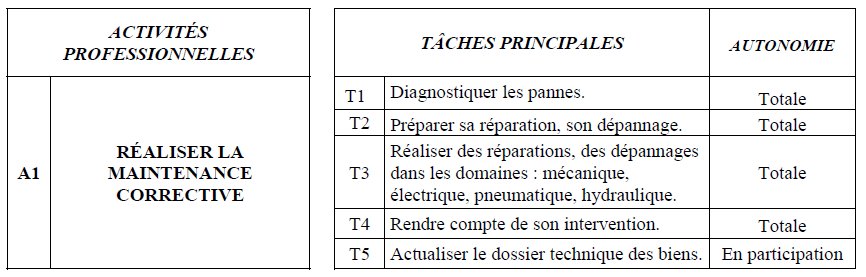 ACTIVITÉS
PROFESSIONNELLES
A1
RÉALISER LA
MAINTENANCE
CORRECTIVE
TÂCHES PRINCIPALES
AUTONOMIE
T1
Diagnostiquer les pannes.
Totale
T2
Préparer sa réparation, son dépannage.
Totale
T3
Réaliser des réparations, des dépannages
dans les domaines : mécanique,
électrique, pneumatique, hydraulique.
Totale
T4
Rendre compte de son intervention.
Totale
T5
Actualiser le dossier technique des biens.
En participation